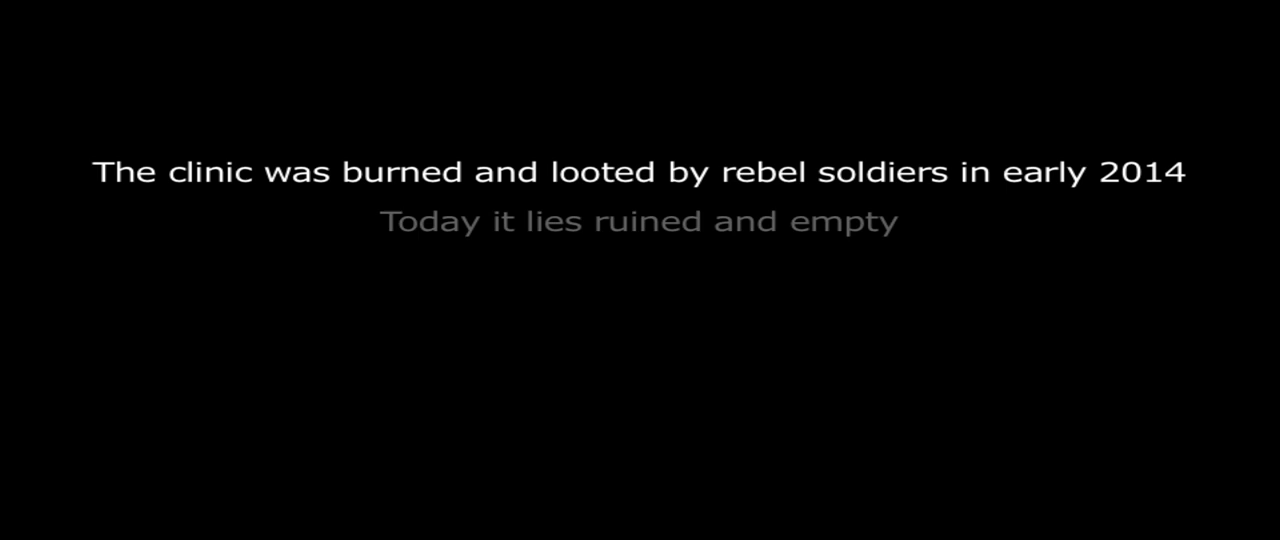 The clinic was burned and looted by rebel soldiers in early 2014
Today it lies ruined and empty